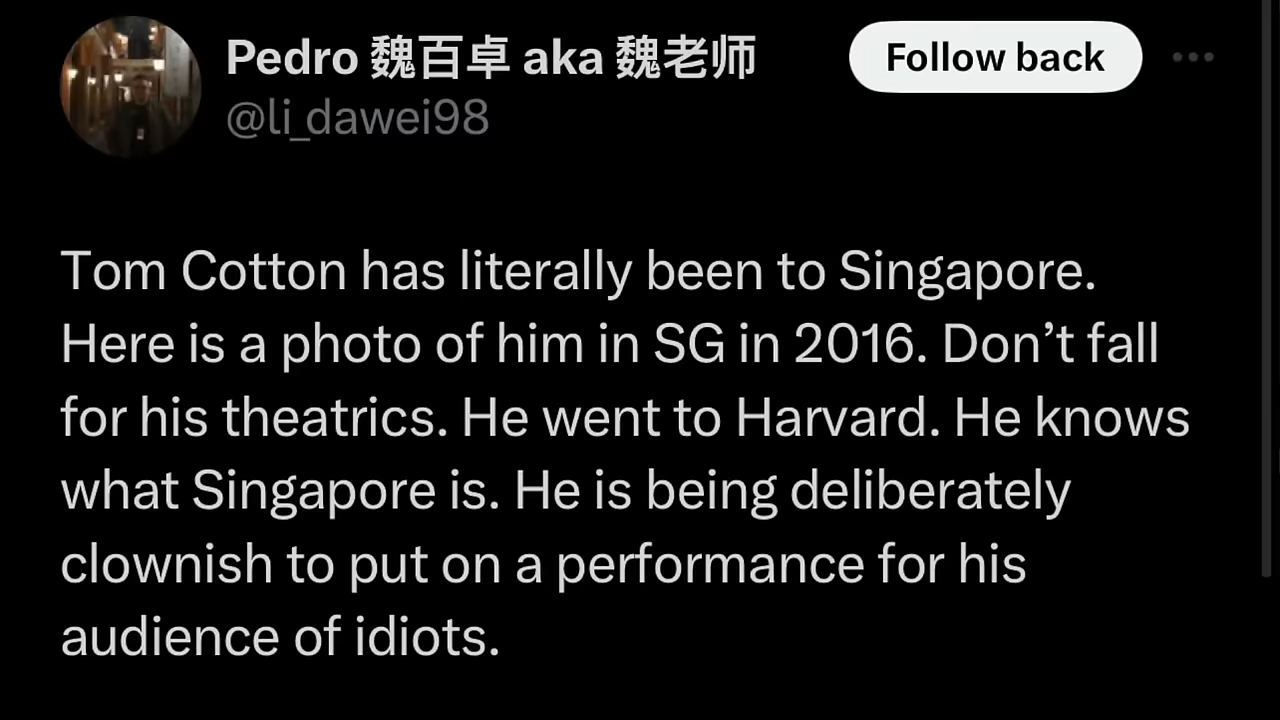 Pedro 魏百卓 aka 魏老师
Follow back
@li_dawei98
Tom Cotton has literally been to Singapore.
Here is a photo of him in SG in 2016. Don’t fall
for his theatrics. He went to Harvard. He knows
what Singapore is. He is being deliberately
clownish to put on a performance for his
audience of idiots.